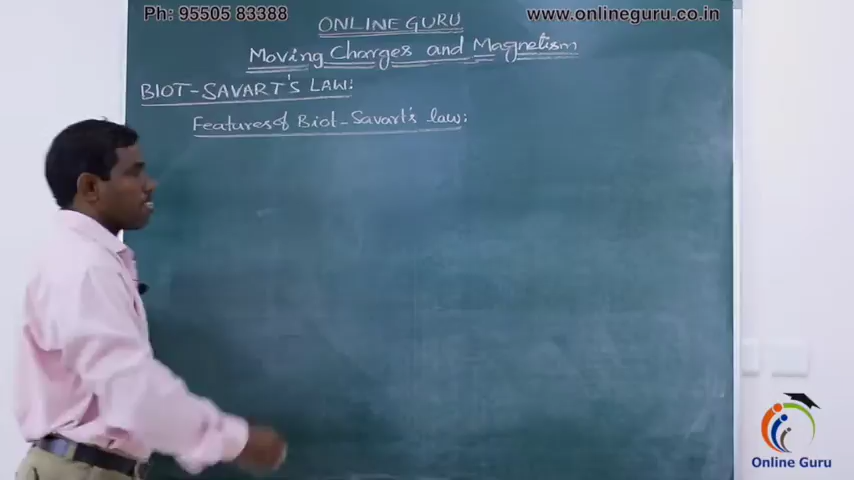 Ph: 95505 83388
www.onlineguru.co.in
ONLINE GURU
Moving Charges and Magnetism
BIOT-SAVART'S LAW:
Features of Biot-Savart's law:
Online Guru